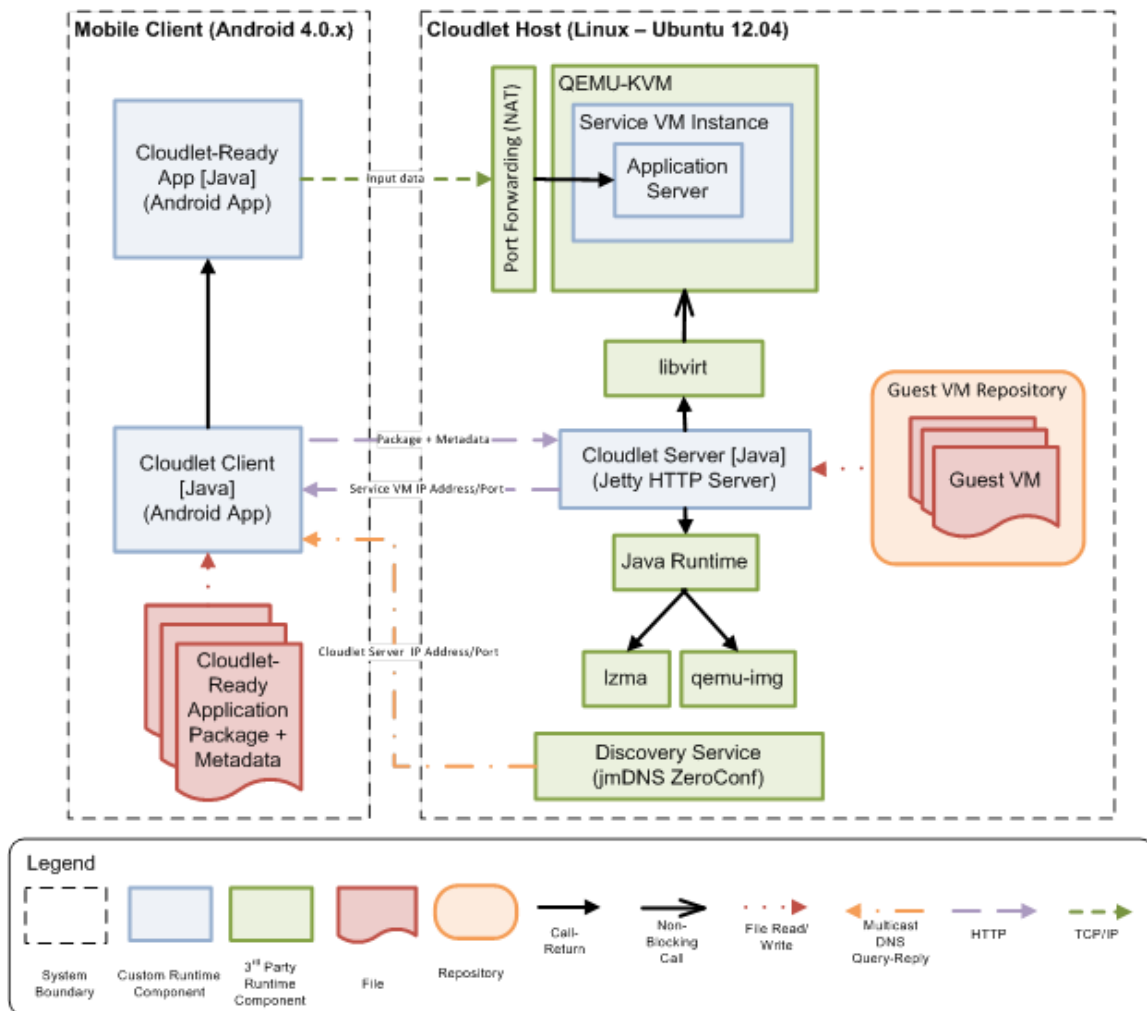 Mobile Client (Android 4.0.x)
Cloudlet-Ready
App [Java]
(Android App)
Cloudlet Client
[Java]
(Android App)
Cloudlet-
Ready
Application
Package +
Metadata
Input data
Package + Metadata
Service VM IP Address/Port
Cloudlet Server IP Address/Port
Cloudlet Host (Linux – Ubuntu 12.04)
Port Forwarding (NAT)
QEMU-KVM
Service VM Instance
Application
Server
libvirt
Cloudlet Server [Java]
(Jetty HTTP Server)
Guest VM Repository
Guest VM
Java Runtime
lzma
qemu-img
Discovery Service
(jmDNS ZeroConf)
Legend
System
Boundary
Custom Runtime
Component
3rd Party
Runtime
Component
File
Repository
Call-
Return
Non-
Blocking
Call
File Read/
Write
Multicast
DNS
Query-Reply
HTTP
TCP/IP